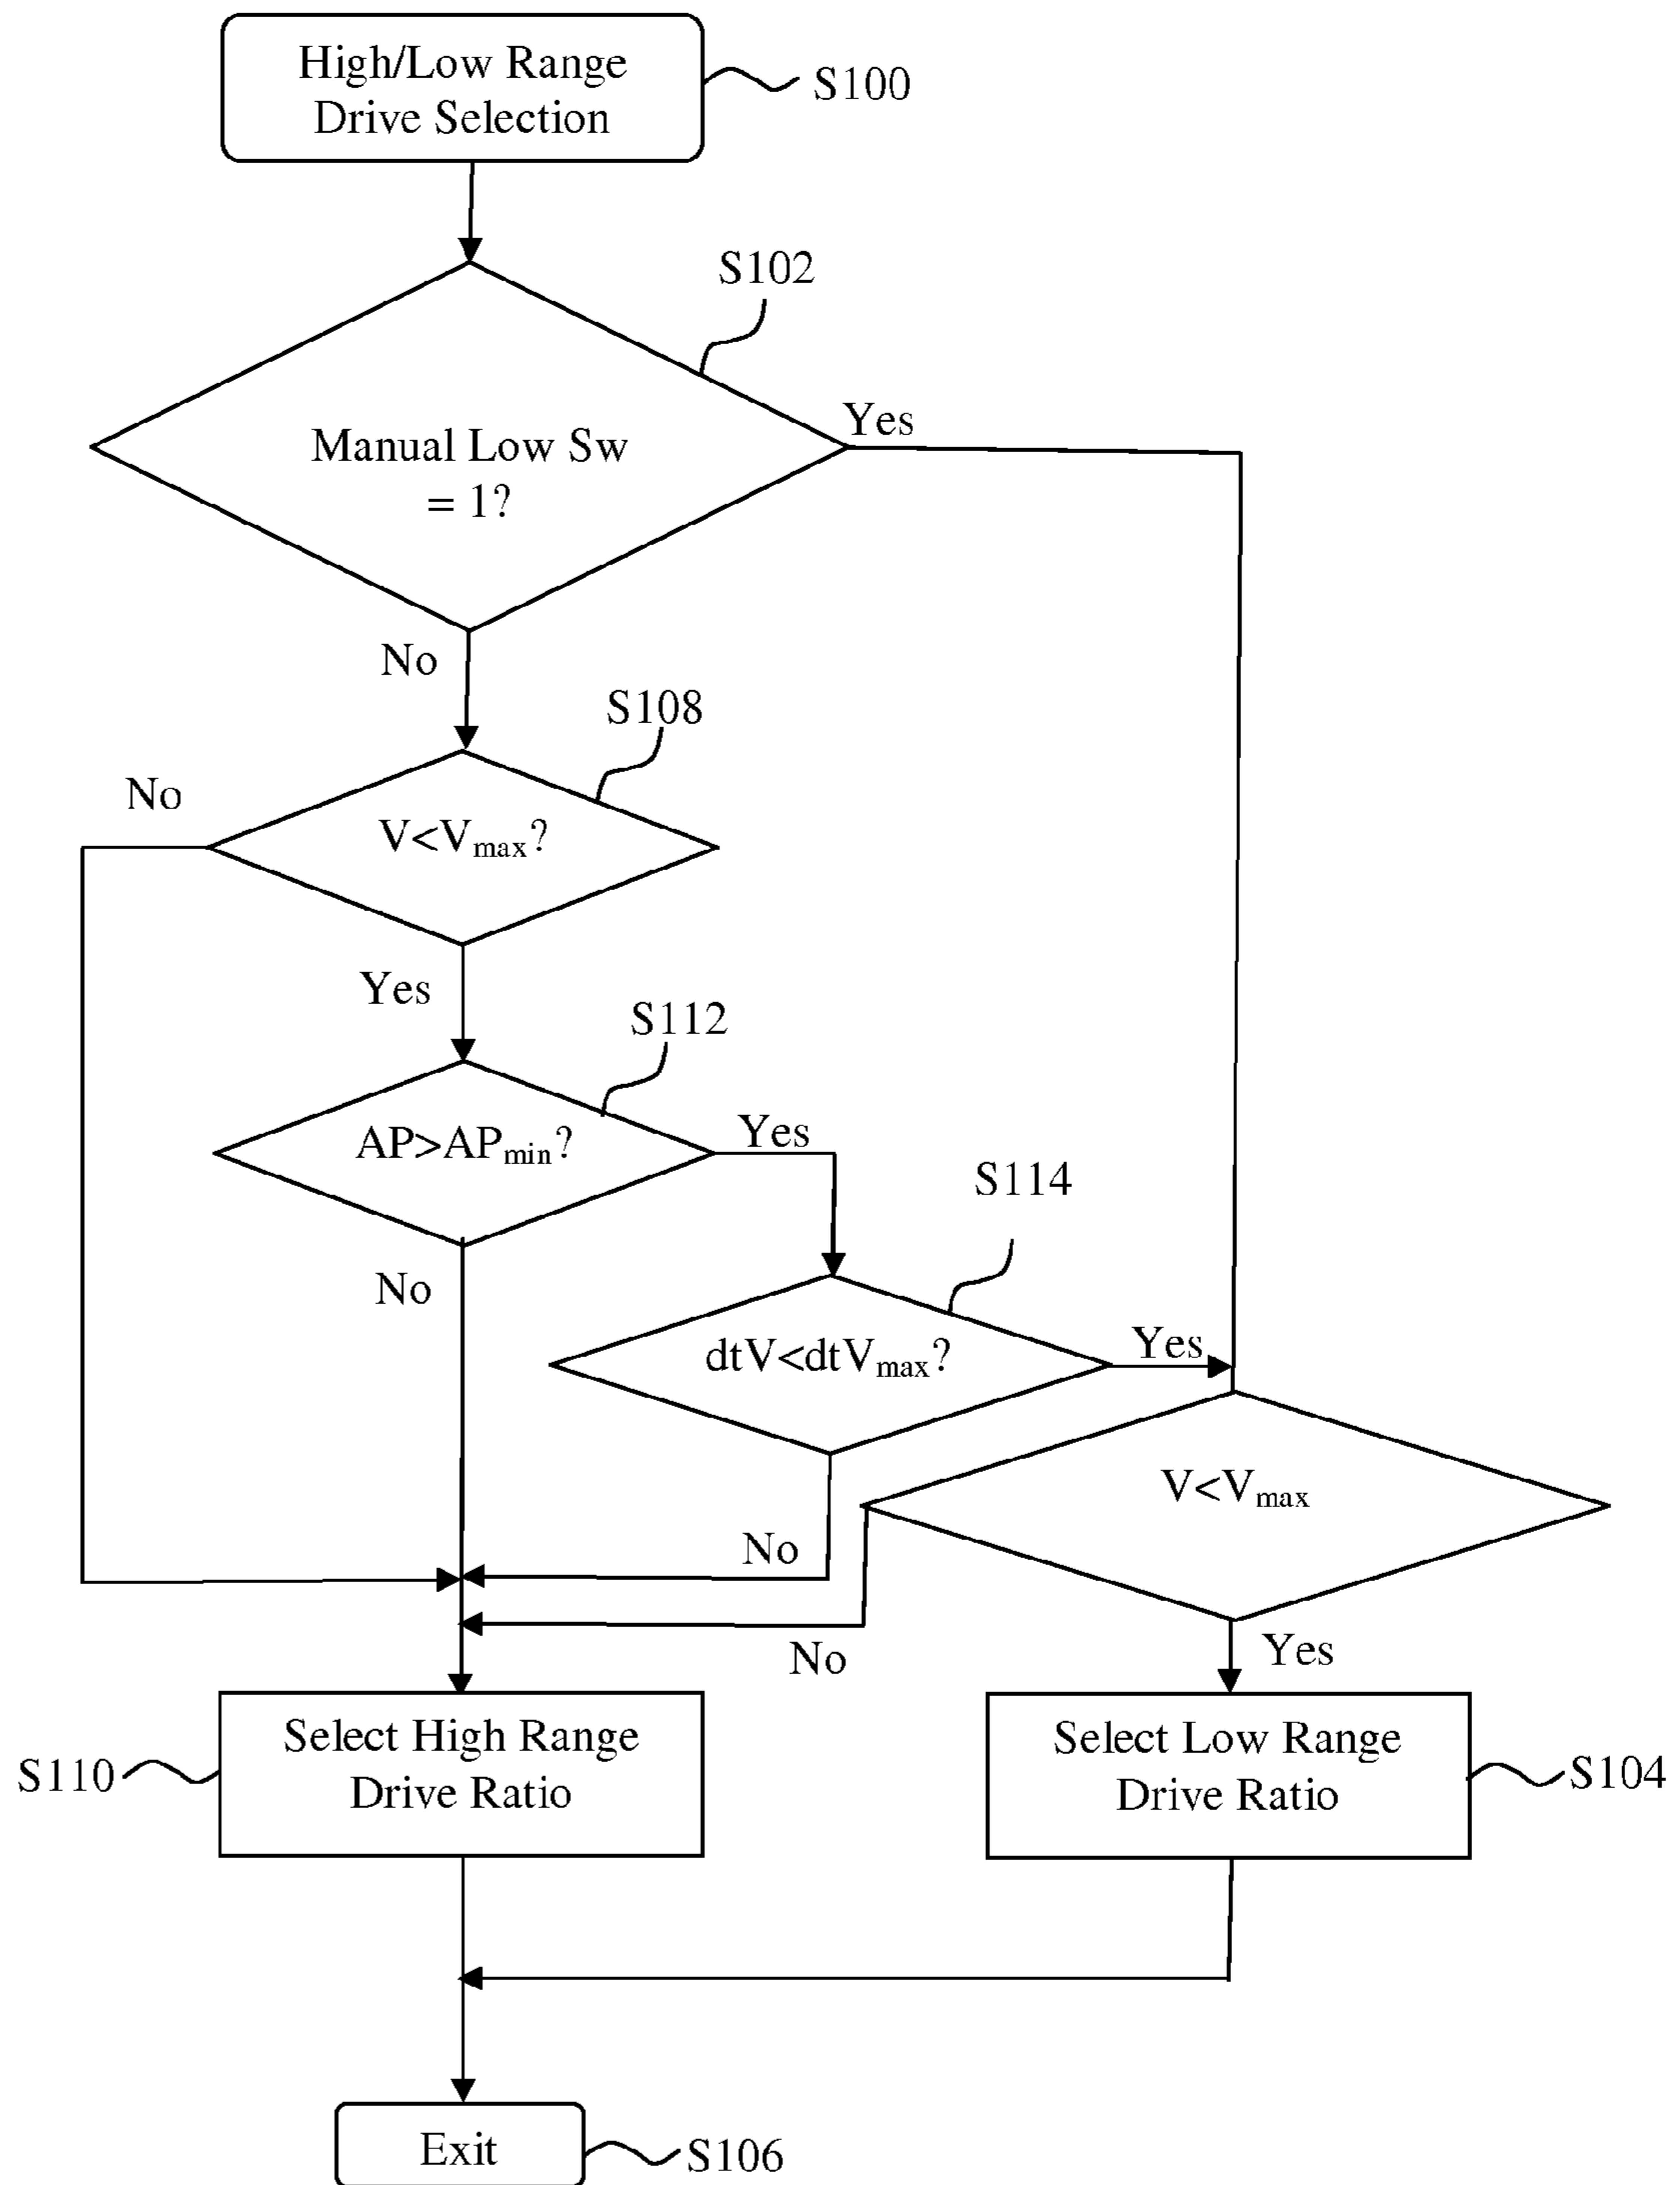 High/Low Range
Drive Selection
S100
S102
Yes
Manual Low Sw
= 1?
No
S108
No
V<Vmax?
Yes
S112
AP>APmin?
Yes
S114
No
dtV<dtVmax?
Yes
V<Vmax
No
No
Yes
Select High Range
Drive Ratio
S110
Select Low Range
Drive Ratio
S104
Exit
S106